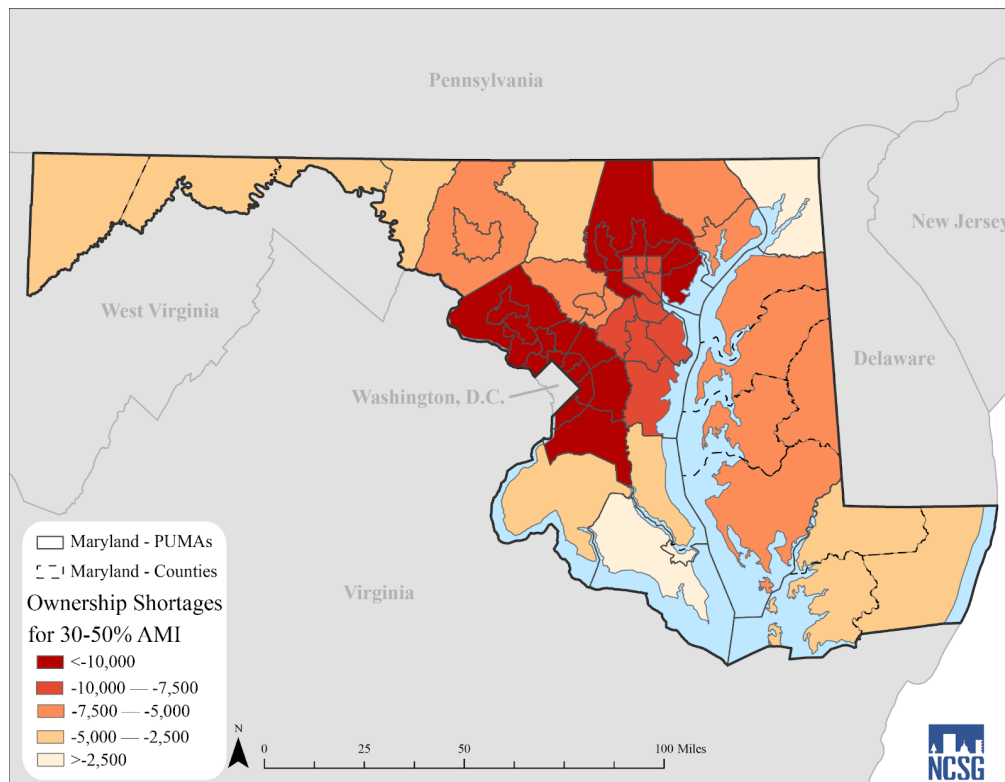 Pennsylvania
New Jersey
West Virginia
Delaware
Washington, D.C.
Virginia
Maryland - PUMAs
Maryland - Counties
Ownership Shortages
for 30-50% AMI
<-10,000
-10,000 — -7,500
-7,500 — -5,000
-5,000 — -2,500
>-2,500
N
0 25 50 100 Miles
NCSG